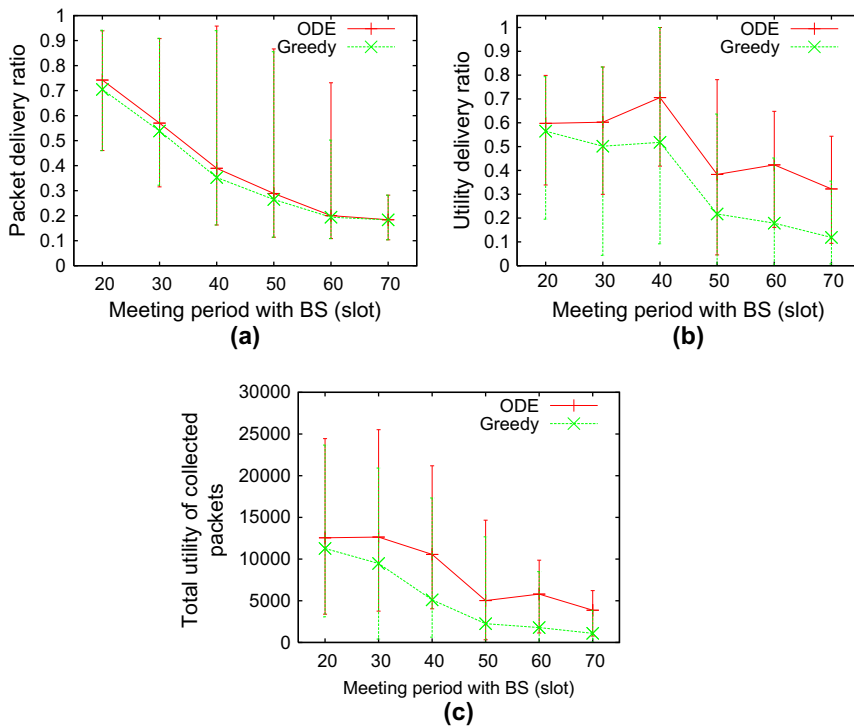 ODE
Greedy
Packet delivery ratio
1
0.9
0.8
0.7
0.6
0.5
0.4
0.3
0.2
0.1
0
20 30 40 50 60 70
Meeting period with BS (slot)
(a)
ODE
Greedy
Utility delivery ratio
1
0.9
0.8
0.7
0.6
0.5
0.4
0.3
0.2
0.1
0
20 30 40 50 60 70
Meeting period with BS (slot)
(b)
ODE
Greedy
Total utility of collected
packets
30000
25000
20000
15000
10000
5000
0
20 30 40 50 60 70
Meeting period with BS (slot)
(c)